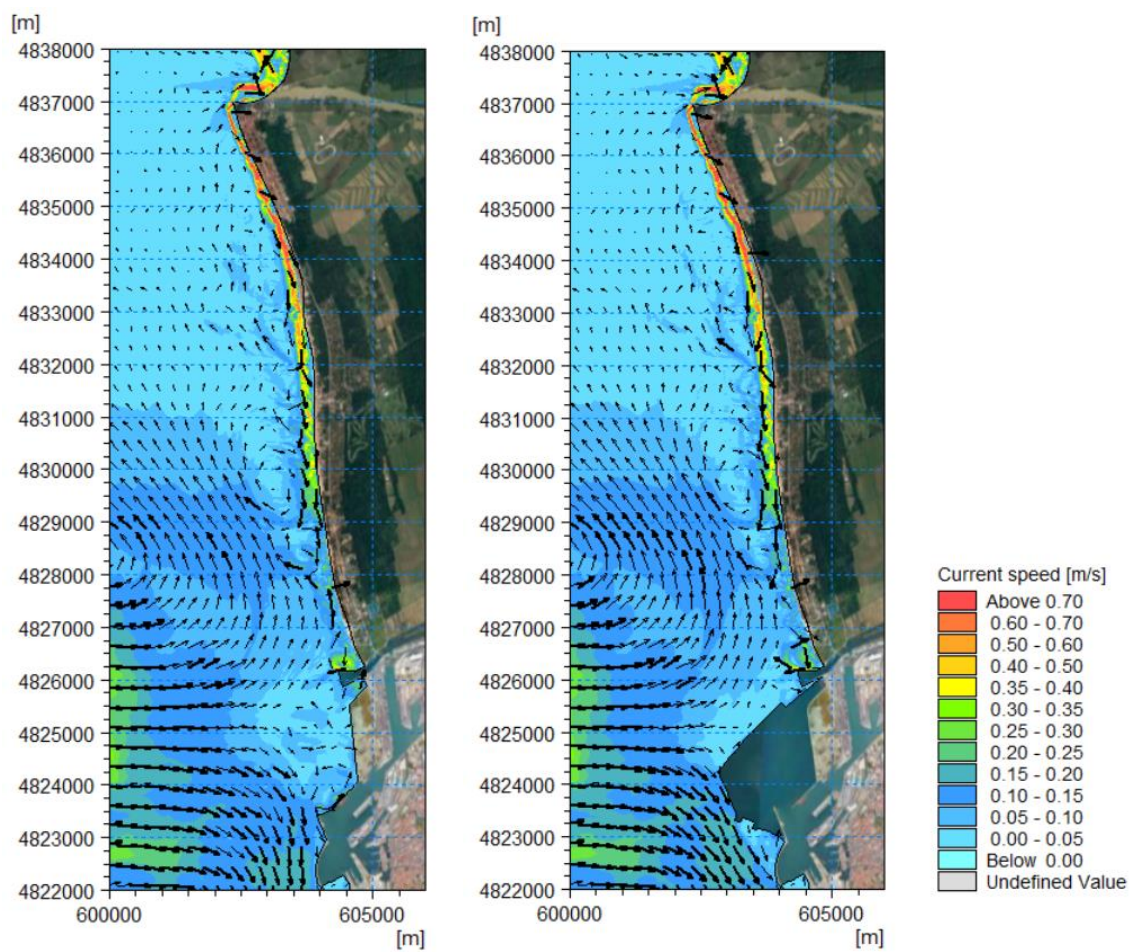 [m]
4838000
4837000
4836000
4835000
4834000
4833000
4832000
4831000
4830000
4829000
4828000
4827000
4826000
4825000
4824000
4823000
4822000
600000
605000
[m]
[m]
4838000
4837000
4836000
4835000
4834000
4833000
4832000
4831000
4830000
4829000
4828000
4827000
4826000
4825000
4824000
4823000
4822000
600000
605000
[m]
Current speed [m/s]
Above 0.70
0.60 - 0.70
0.50 - 0.60
0.40 - 0.50
0.35 - 0.40
0.30 - 0.35
0.25 - 0.30
0.20 - 0.25
0.15 - 0.20
0.10 - 0.15
0.05 - 0.10
0.00 - 0.05
Below 0.00
Undefined Value